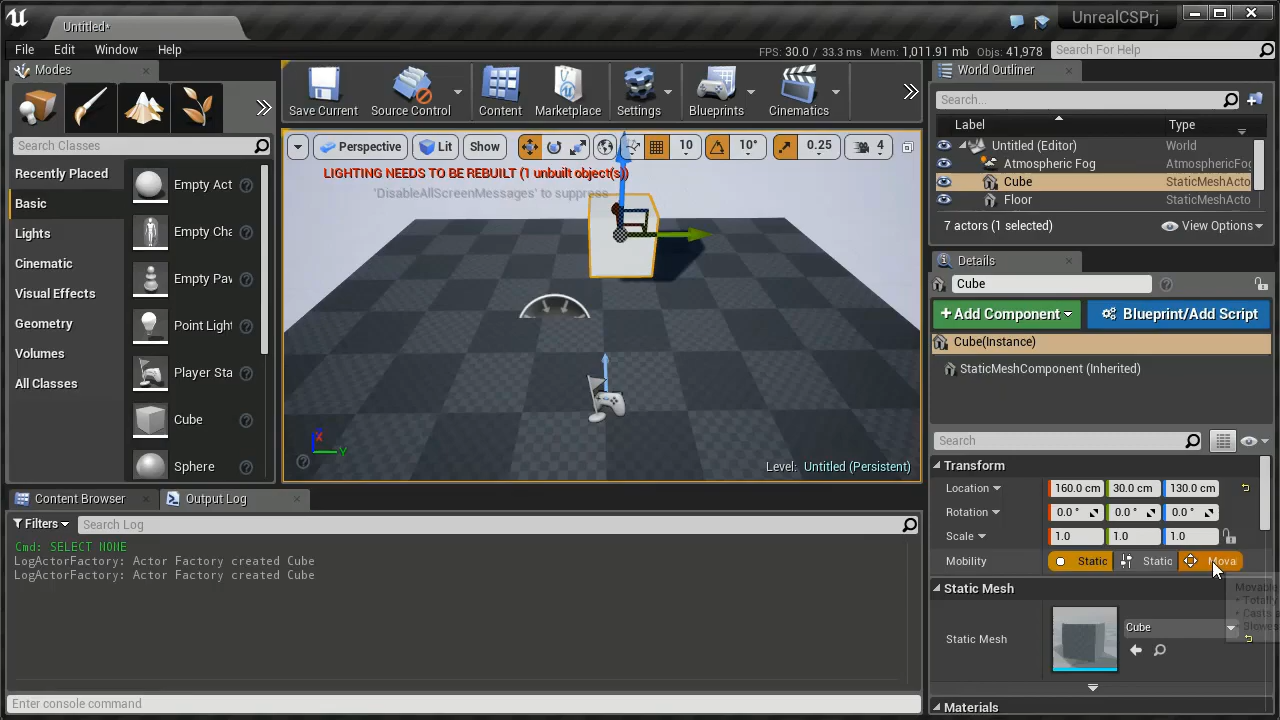 Untitled*
UnrealCSPrj
File Edit Window Help
FPS: 30.0 / 33.3 ms Mem: 1,011.91 mb Objs: 41,978
Search For Help
Modes
Search Classes
Recently Played
Basic
Lights
Cinematic
Visual Effects
Geometry
Volumes
All Classes
Empty Act
Empty Cha
Empty Paw
Point Light
Player Sta
Cube
Sphere
Save Current
Source Control
Content
Marketplace
Settings
Blueprints
Cinematics
Perspective
Lit
Show
10
10°
0.25
4
LIGHTING NEEDS TO BE REBUILT (1 unbuilt object(s))
'DisableAllScreenMessages' to suppress
X
Y
Level: Untitled (Persistent)
Content Browser
Output Log
Filters
Search Log
Cmd: SELECT NONE
LogActorFactory: Actor Factory created Cube
LogActorFactory: Actor Factory created Cube
Enter console command
World Outliner
Search...
Label Type
Untitled (Editor) World
Atmospheric Fog AtmosphericFog
Cube StaticMeshActo
Floor StaticMeshActo
7 actors (1 selected)
View Options
Details
Cube
Add Component
Blueprint/Add Script
Cube(Instance)
StaticMeshComponent (Inherited)
Search
Transform
Location 160.0 cm 30.0 cm 130.0 cm
Rotation 0.0 ° 0.0 ° 0.0 °
Scale 1.0 1.0 1.0
Mobility Static Static Mova
Static Mesh
Static Mesh
Cube
Movable
• Totally
• Casts a
• Slowes
Materials